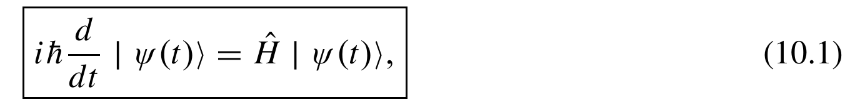 iℏ d/dt | ψ(t)⟩ = Ĥ | ψ(t)⟩, (10.1)